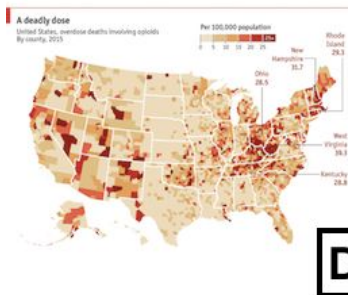 A deadly dose
United States, overdose deaths involving opioids
By county, 2015
Per 100,000 population
0 5 10 15 20 25
25+
Rhode
Island
29.3
New
Hampshire
31.7
Ohio
28.5
West
Virginia
39.3
Kentucky
28.8
D